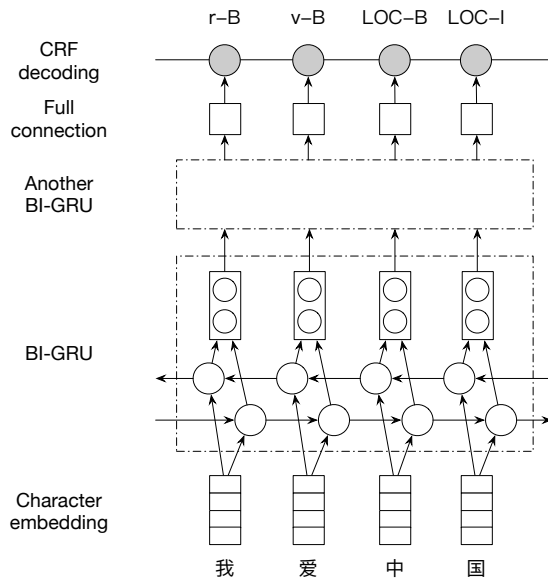 r-B v-B LOC-B LOC-I
CRF
decoding
Full
connection
Another
BI-GRU
BI-GRU
Character
embedding
我 爱 中 国